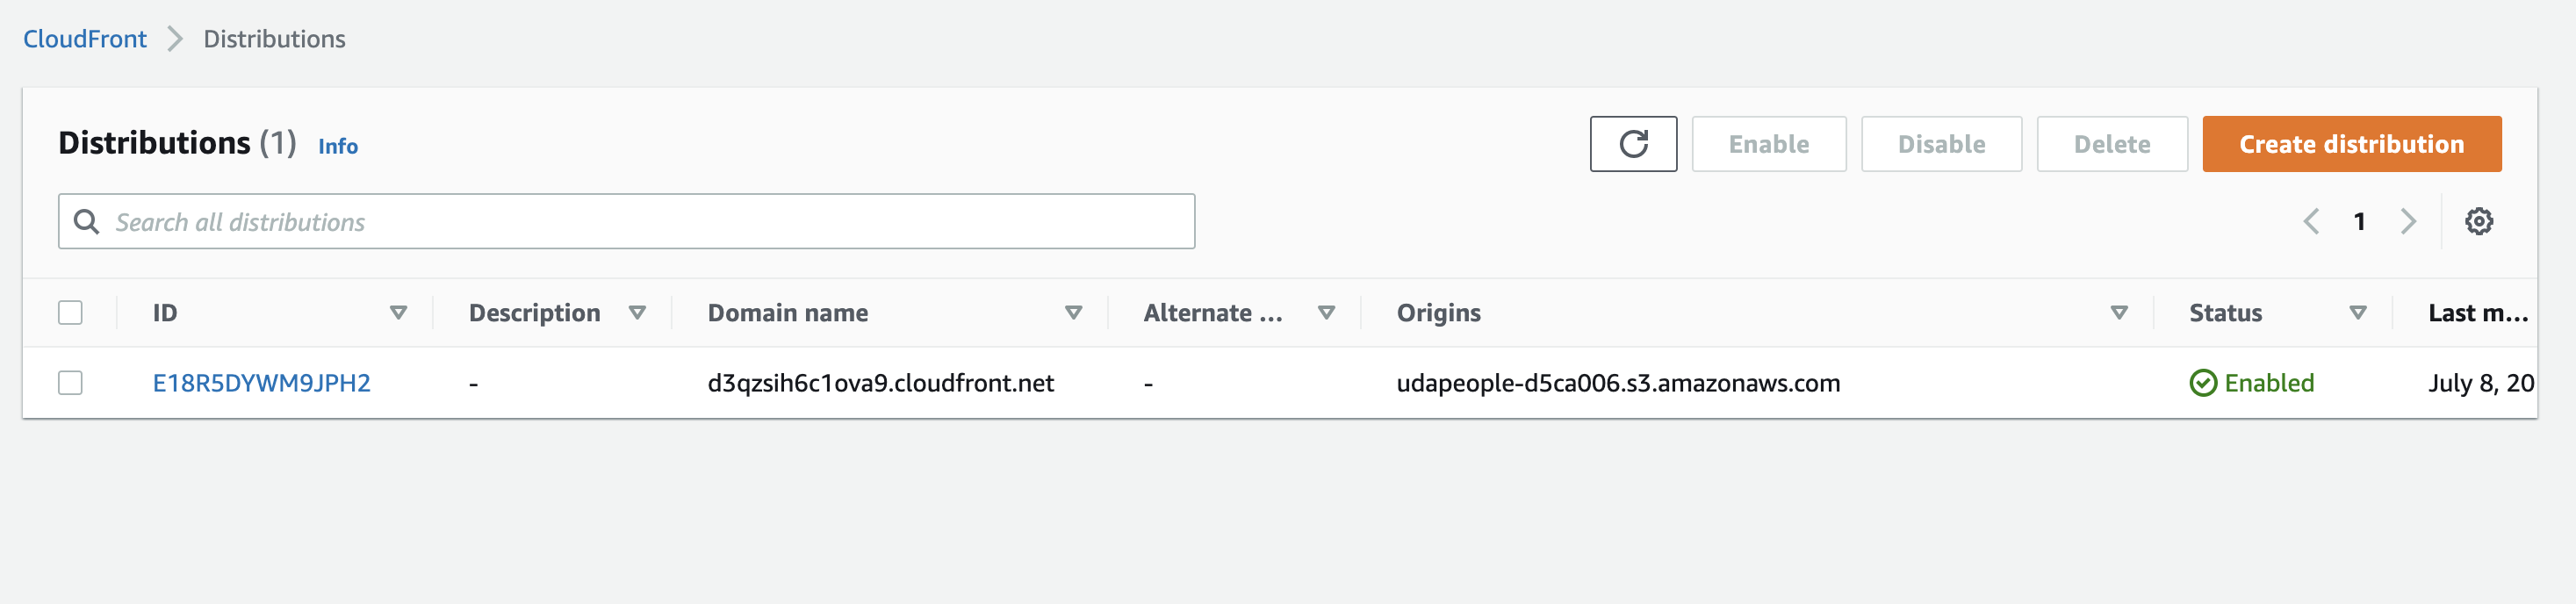 CloudFront Distributions
Distributions (1) Info
Enable Disable Delete Create distribution
Search all distributions
1
ID Description Domain name Alternate ... Origins Status Last m...
E18R5DYWM9JPH2 - d3qzsih6c1ova9.cloudfront.net - udapeople-d5ca006.s3.amazonaws.com Enabled July 8, 20